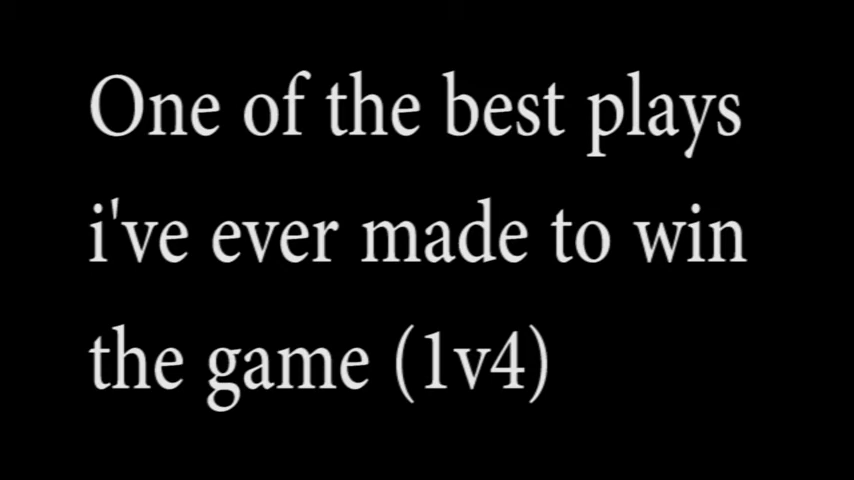 One of the best plays
i've ever made to win
the game (1v4)